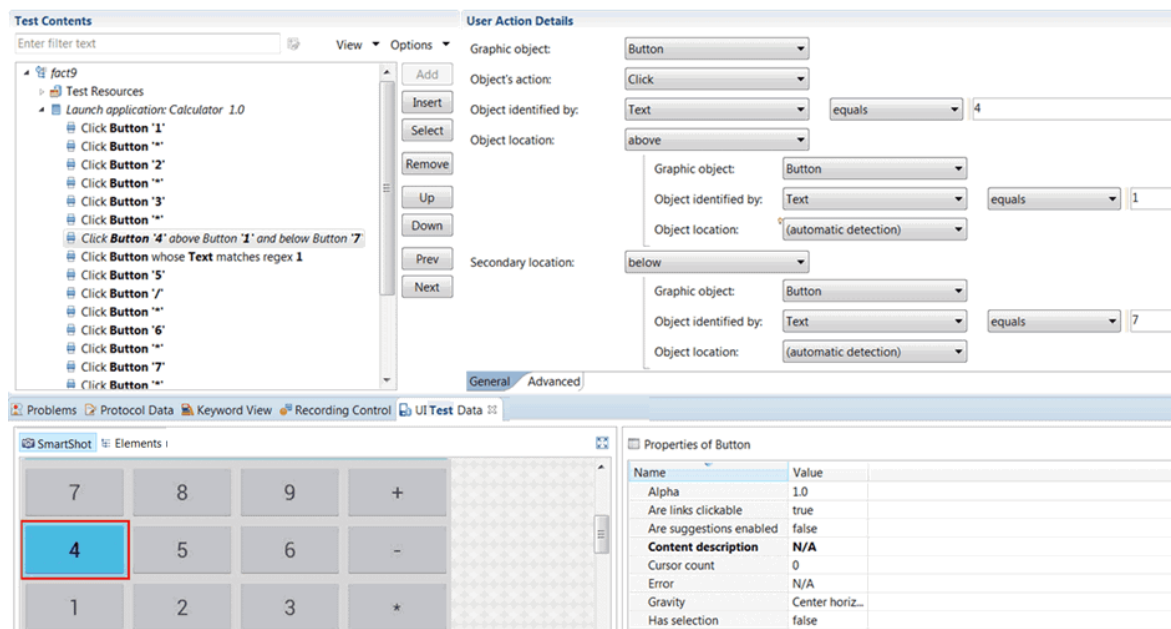 Test Contents
Enter filter text
View Options
fact9
Test Resources
Launch application: Calculator 1.0
Click Button '1'
Click Button '*'
Click Button '2'
Click Button '*'
Click Button '3'
Click Button '*'
Click Button '4' above Button '1' and below Button '7'
Click Button whose Text matches regex 1
Click Button '5'
Click Button '/'
Click Button '*'
Click Button '6'
Click Button '*'
Click Button '7'
Click Button '*'
Add
Insert
Select
Remove
Up
Down
Prev
Next
User Action Details
Graphic object: Button
Object's action: Click
Object identified by: Text equals 4
Object location: above
Graphic object: Button
Object identified by: Text equals 1
Object location: (automatic detection)
Secondary location: below
Graphic object: Button
Object identified by: Text equals 7
Object location: (automatic detection)
General Advanced
Problems Protocol Data Keyword View Recording Control UI Test Data
SmartShot Elements
7 8 9 +
4 5 6 -
1 2 3 *
Properties of Button
Name Value
Alpha 1.0
Are links clickable true
Are suggestions enabled false
Content description N/A
Cursor count 0
Error N/A
Gravity Center horiz...
Has selection false